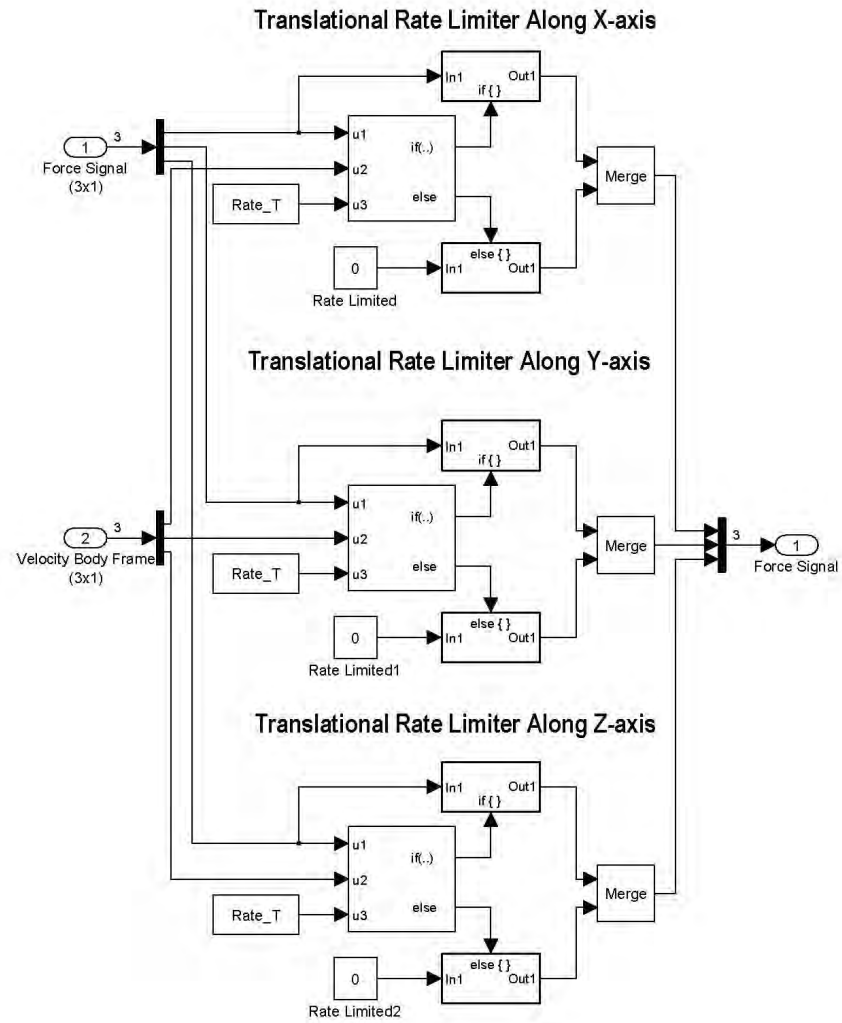 Translational Rate Limiter Along X-axis
In1
Out1
if { }
3
1
Force Signal
(3x1)
u1
u2
u3
if(..)
else
Rate_T
Merge
0
Rate Limited
else { }
In1
Out1
Translational Rate Limiter Along Y-axis
In1
Out1
if { }
u1
u2
u3
if(..)
else
3
2
Velocity Body Frame
(3x1)
Rate_T
Merge
3
1
Force Signal
0
Rate Limited1
else { }
In1
Out1
Translational Rate Limiter Along Z-axis
In1
Out1
if { }
u1
u2
u3
if(..)
else
Rate_T
Merge
0
Rate Limited2
else { }
In1
Out1